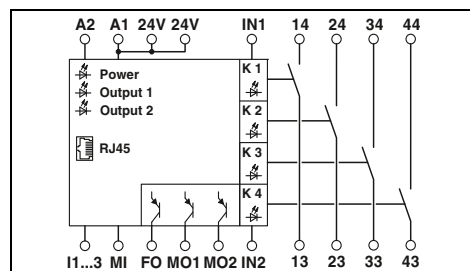 A2 A1 24V 24V IN1 14 24 34 44
Power
Output 1
Output 2
RJ45
K 1
K 2
K 3
K 4
I1...3 MI FO MO1 MO2 IN2 13 23 33 43